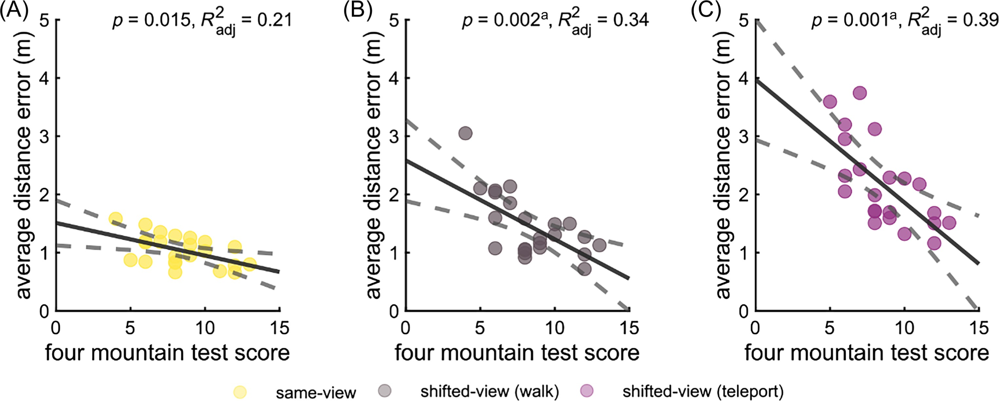 (A)
p = 0.015, R²adj = 0.21
average distance error (m)
5
4
3
2
1
0
0 5 10 15
four mountain test score
(B)
p = 0.002ª, R²adj = 0.34
average distance error (m)
5
4
3
2
1
0
0 5 10 15
four mountain test score
(C)
p = 0.001ª, R²adj = 0.39
average distance error (m)
5
4
3
2
1
0
0 5 10 15
four mountain test score
same-view shifted-view (walk) shifted-view (teleport)